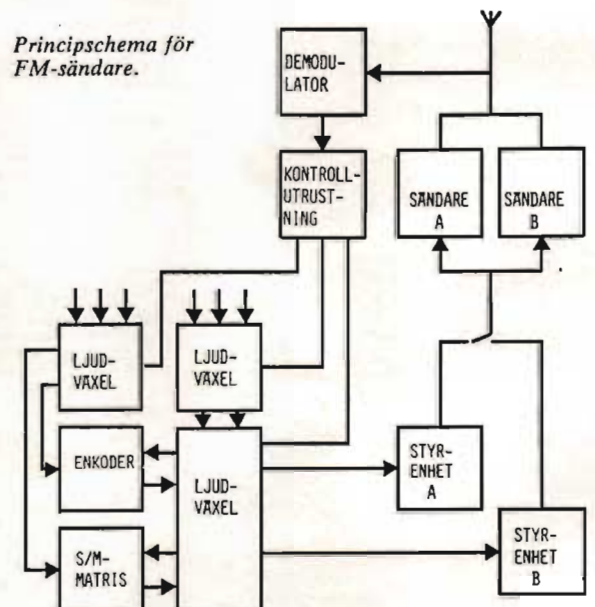 Principschema för
FM-sändare.
DEMODU-
LATOR
KONTROLL-
UTRUST-
NING
SÄNDARE
A
SÄNDARE
B
LJUD-
VÄXEL
LJUD-
VÄXEL
ENKODER
LJUD-
VÄXEL
S/M-
MATRIS
STYR-
ENHET
A
STYR-
ENHET
B